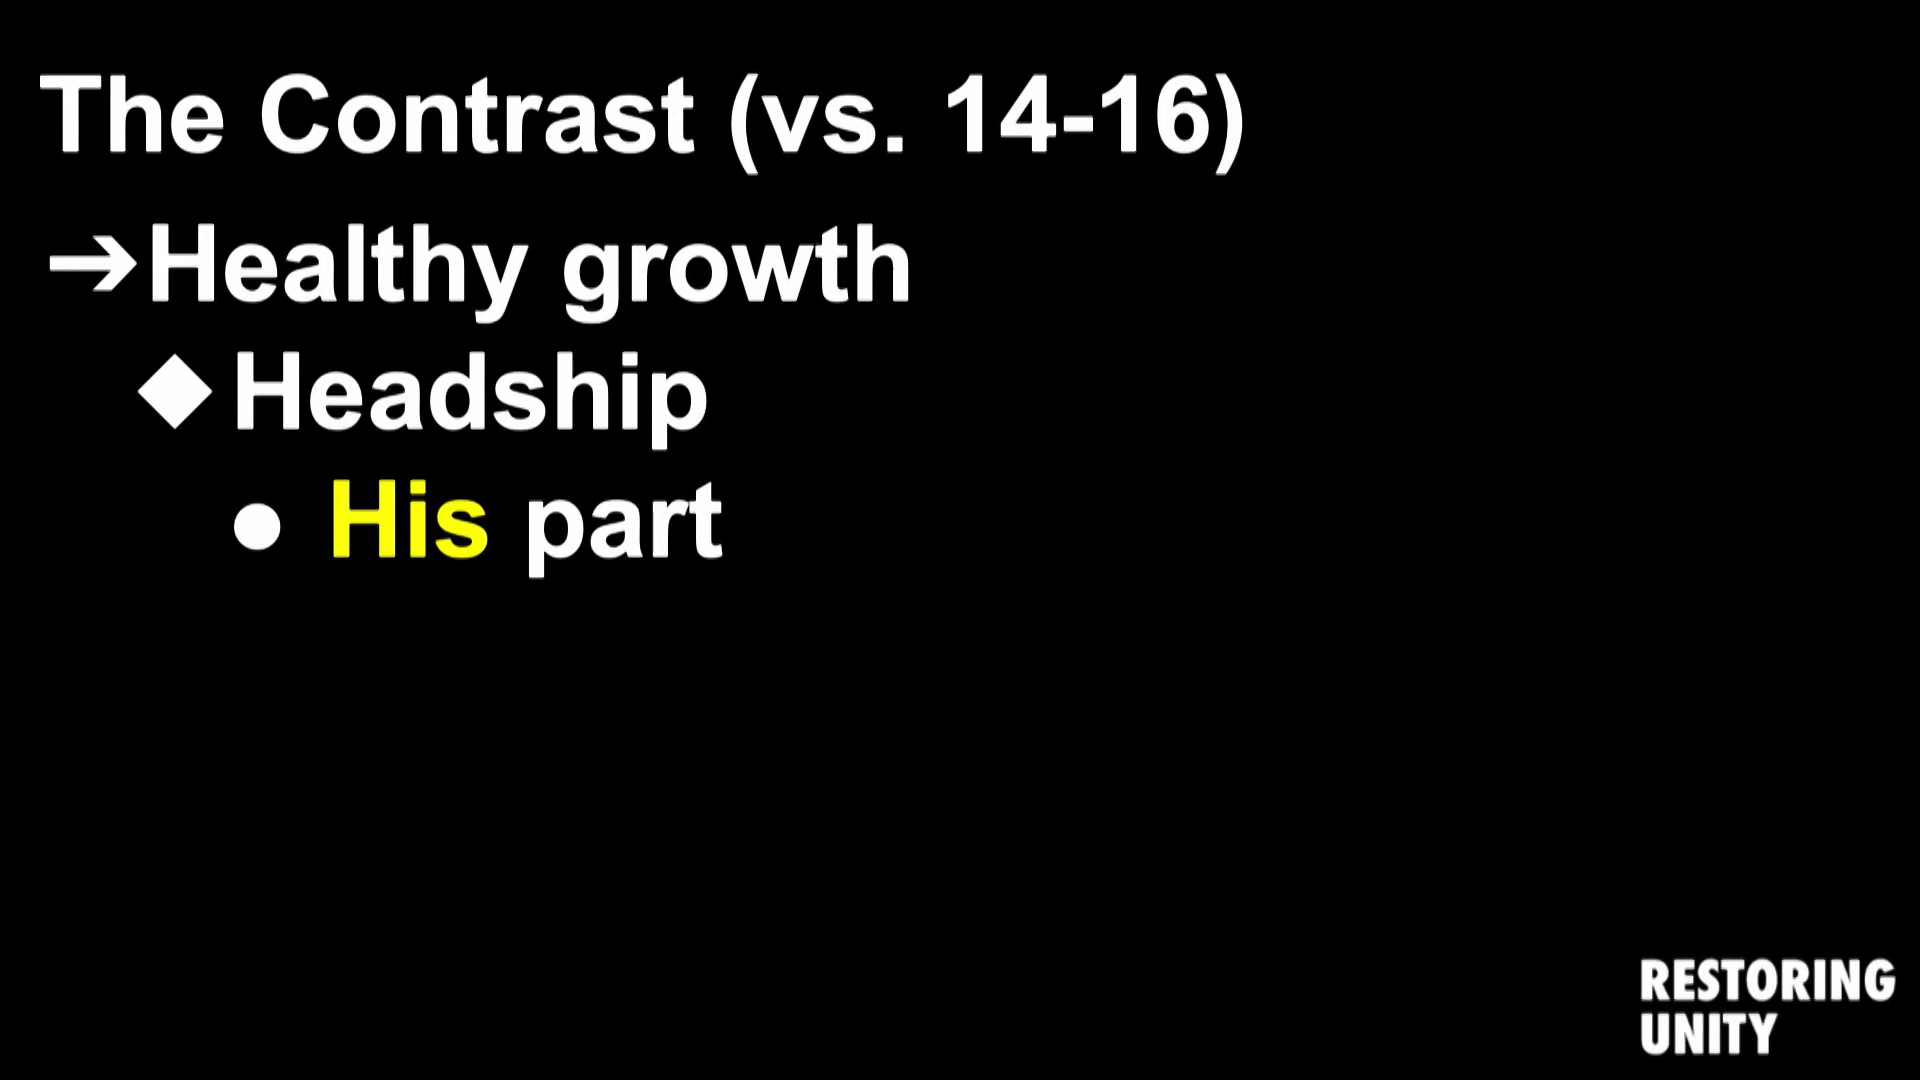 The Contrast (vs. 14-16)
➔Healthy growth
◆ Headship
● His part
RESTORING
UNITY